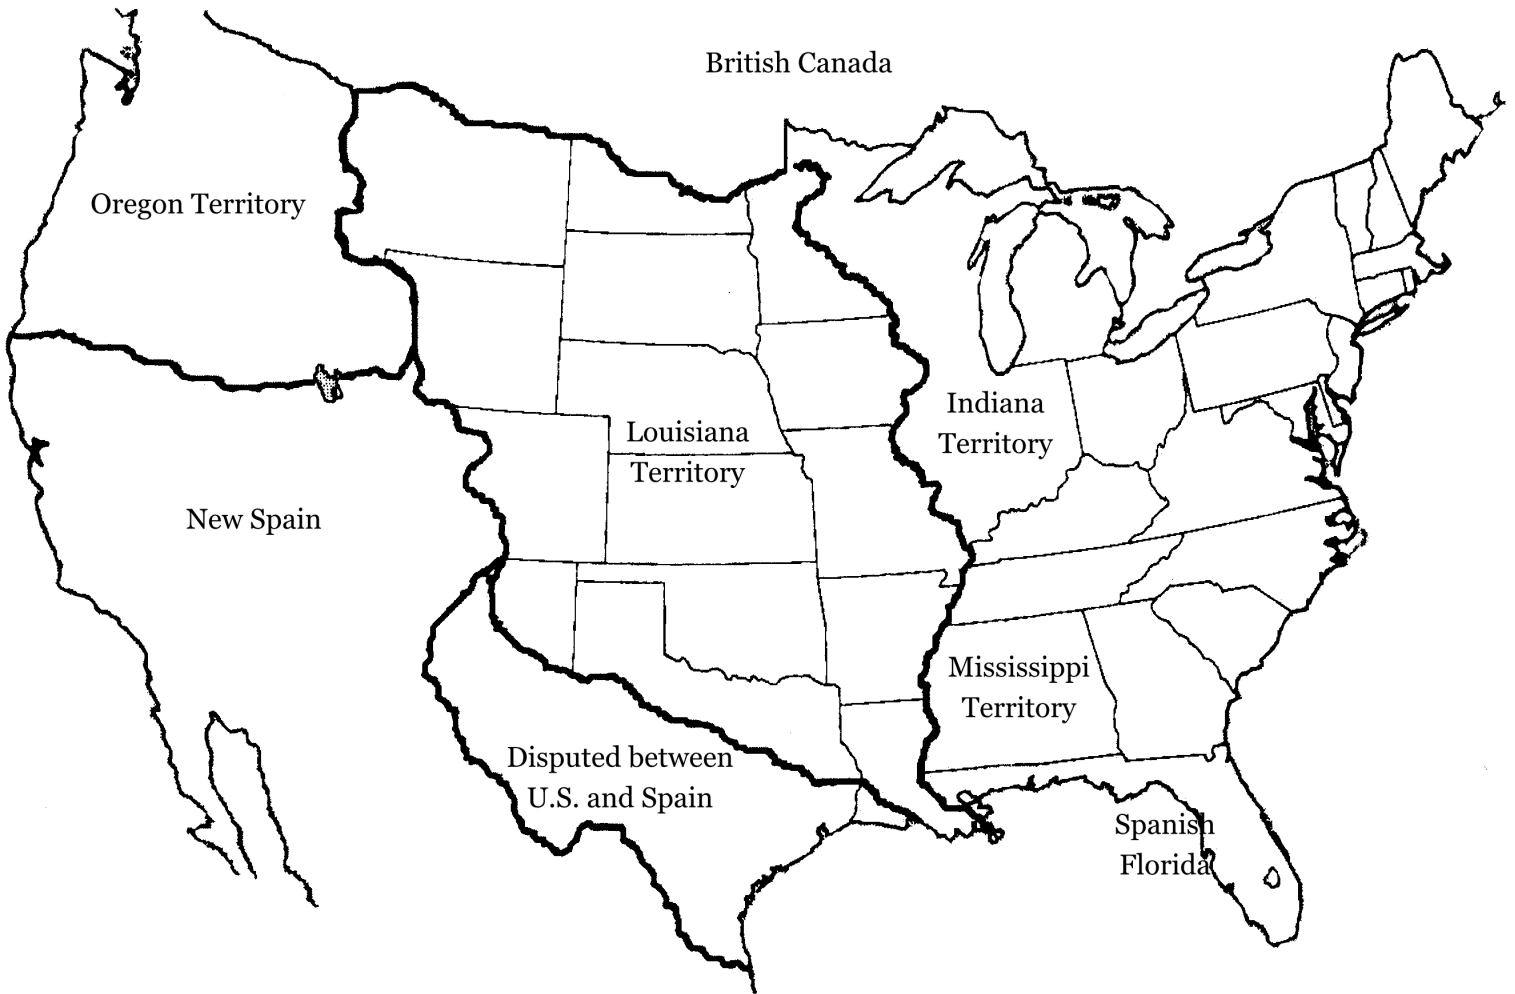 British Canada
Oregon Territory
Indiana
Territory
Louisiana
Territory
New Spain
Mississippi
Territory
Disputed between
U.S. and Spain
Spanish
Florida